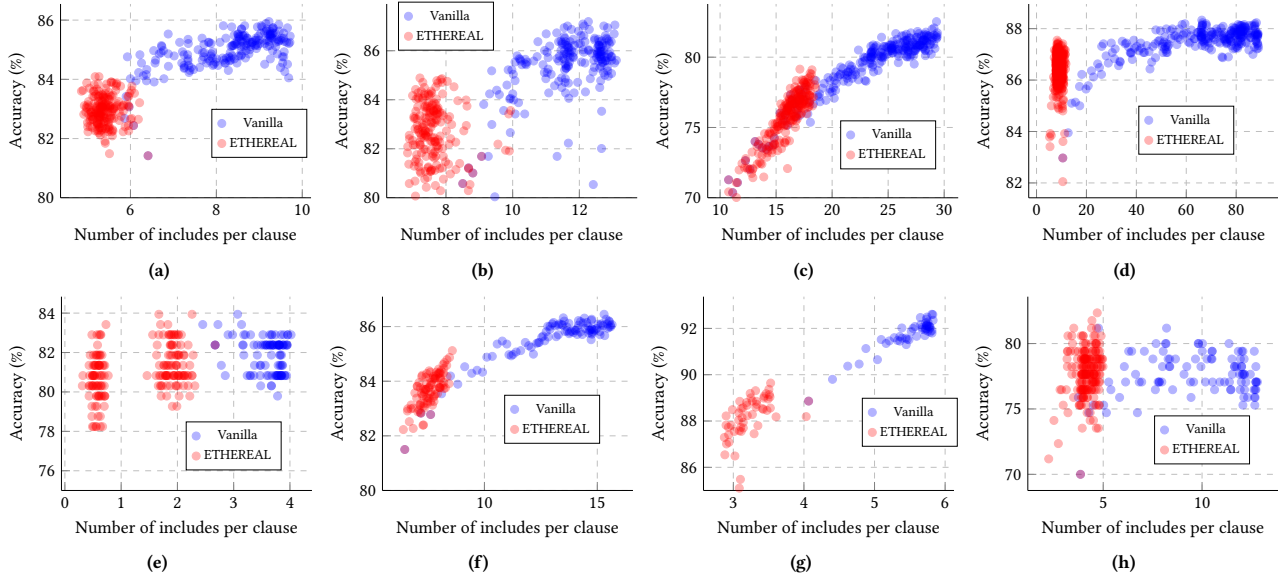 86
84
82
80
6
8
10
Accuracy (%)
Number of includes per clause
Vanilla
ETHEREAL
(a)
86
84
82
80
8
10
12
Accuracy (%)
Number of includes per clause
Vanilla
ETHEREAL
(b)
80
75
70
10
15
20
25
30
Accuracy (%)
Number of includes per clause
Vanilla
ETHEREAL
(c)
88
86
84
82
0
20
40
60
80
Accuracy (%)
Number of includes per clause
Vanilla
ETHEREAL
(d)
84
82
80
78
76
0
1
2
3
4
Accuracy (%)
Number of includes per clause
Vanilla
ETHEREAL
(e)
86
84
82
80
10
15
Accuracy (%)
Number of includes per clause
Vanilla
ETHEREAL
(f)
92
90
88
86
3
4
5
6
Accuracy (%)
Number of includes per clause
Vanilla
ETHEREAL
(g)
80
75
70
5
10
Accuracy (%)
Number of includes per clause
Vanilla
ETHEREAL
(h)